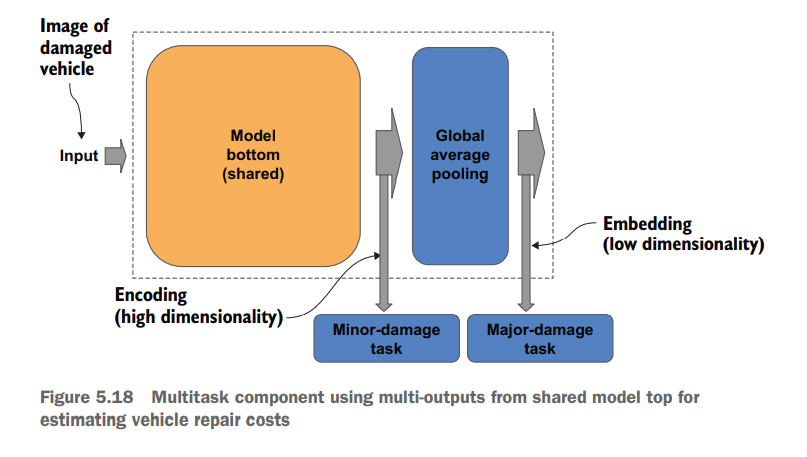 Image of
damaged
vehicle
Input
Model
bottom
(shared)
Global
average
pooling
Embedding
(low dimensionality)
Encoding
(high dimensionality)
Minor-damage
task
Major-damage
task
Figure 5.18 Multitask component using multi-outputs from shared model top for
estimating vehicle repair costs